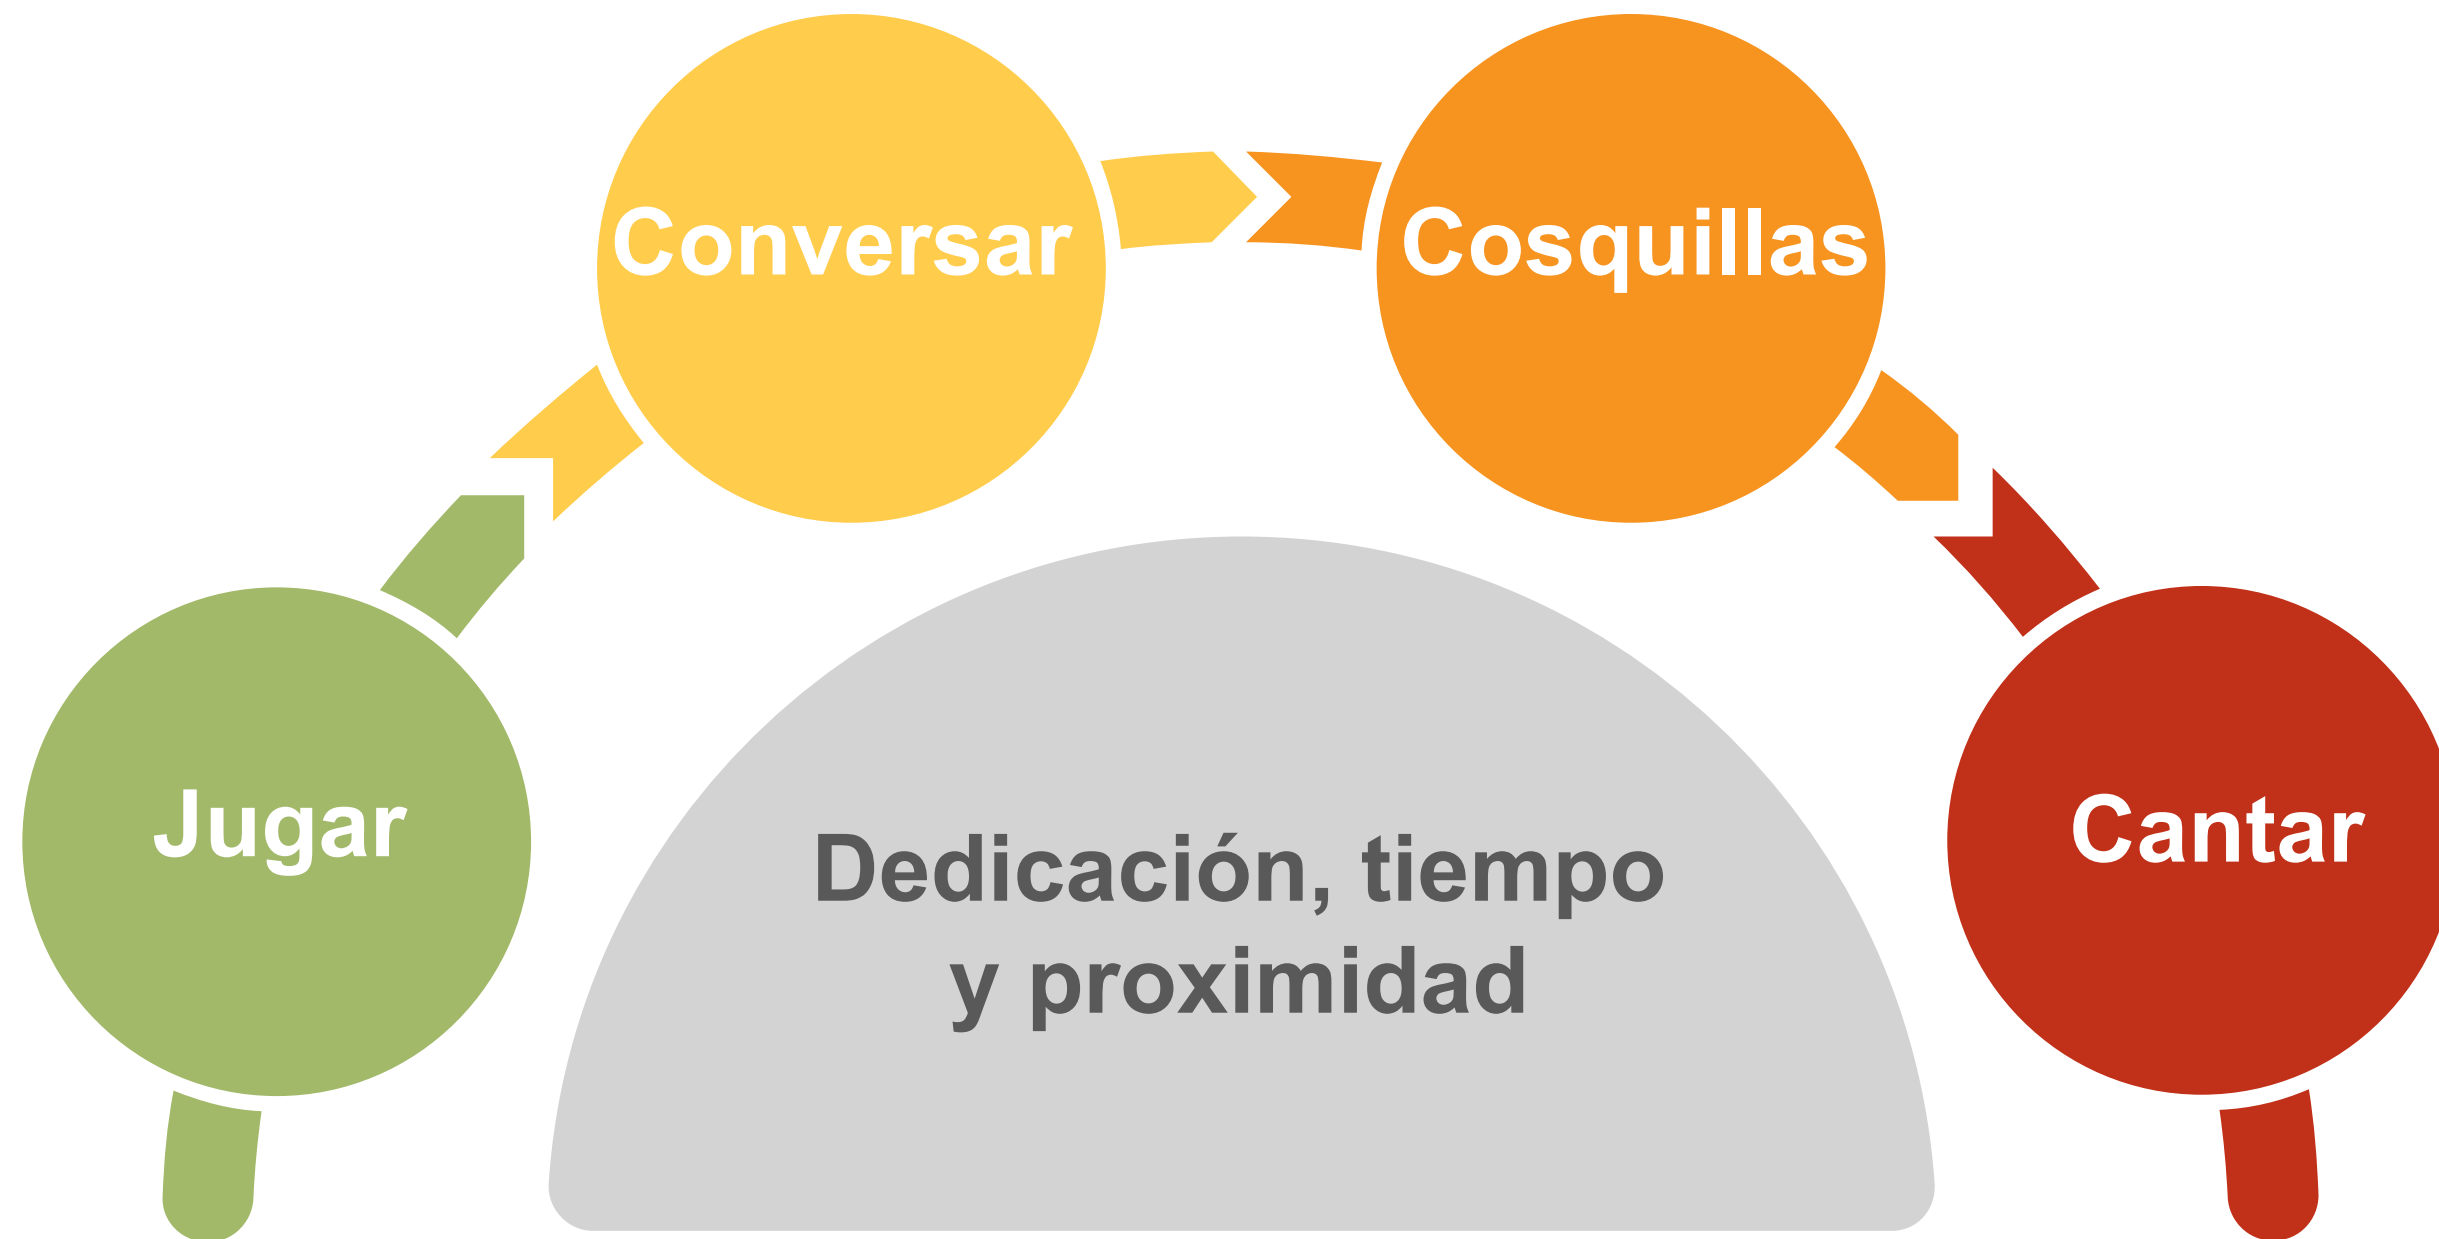 Jugar
Conversar
Cosquillas
Cantar
Dedicación, tiempo
y proximidad